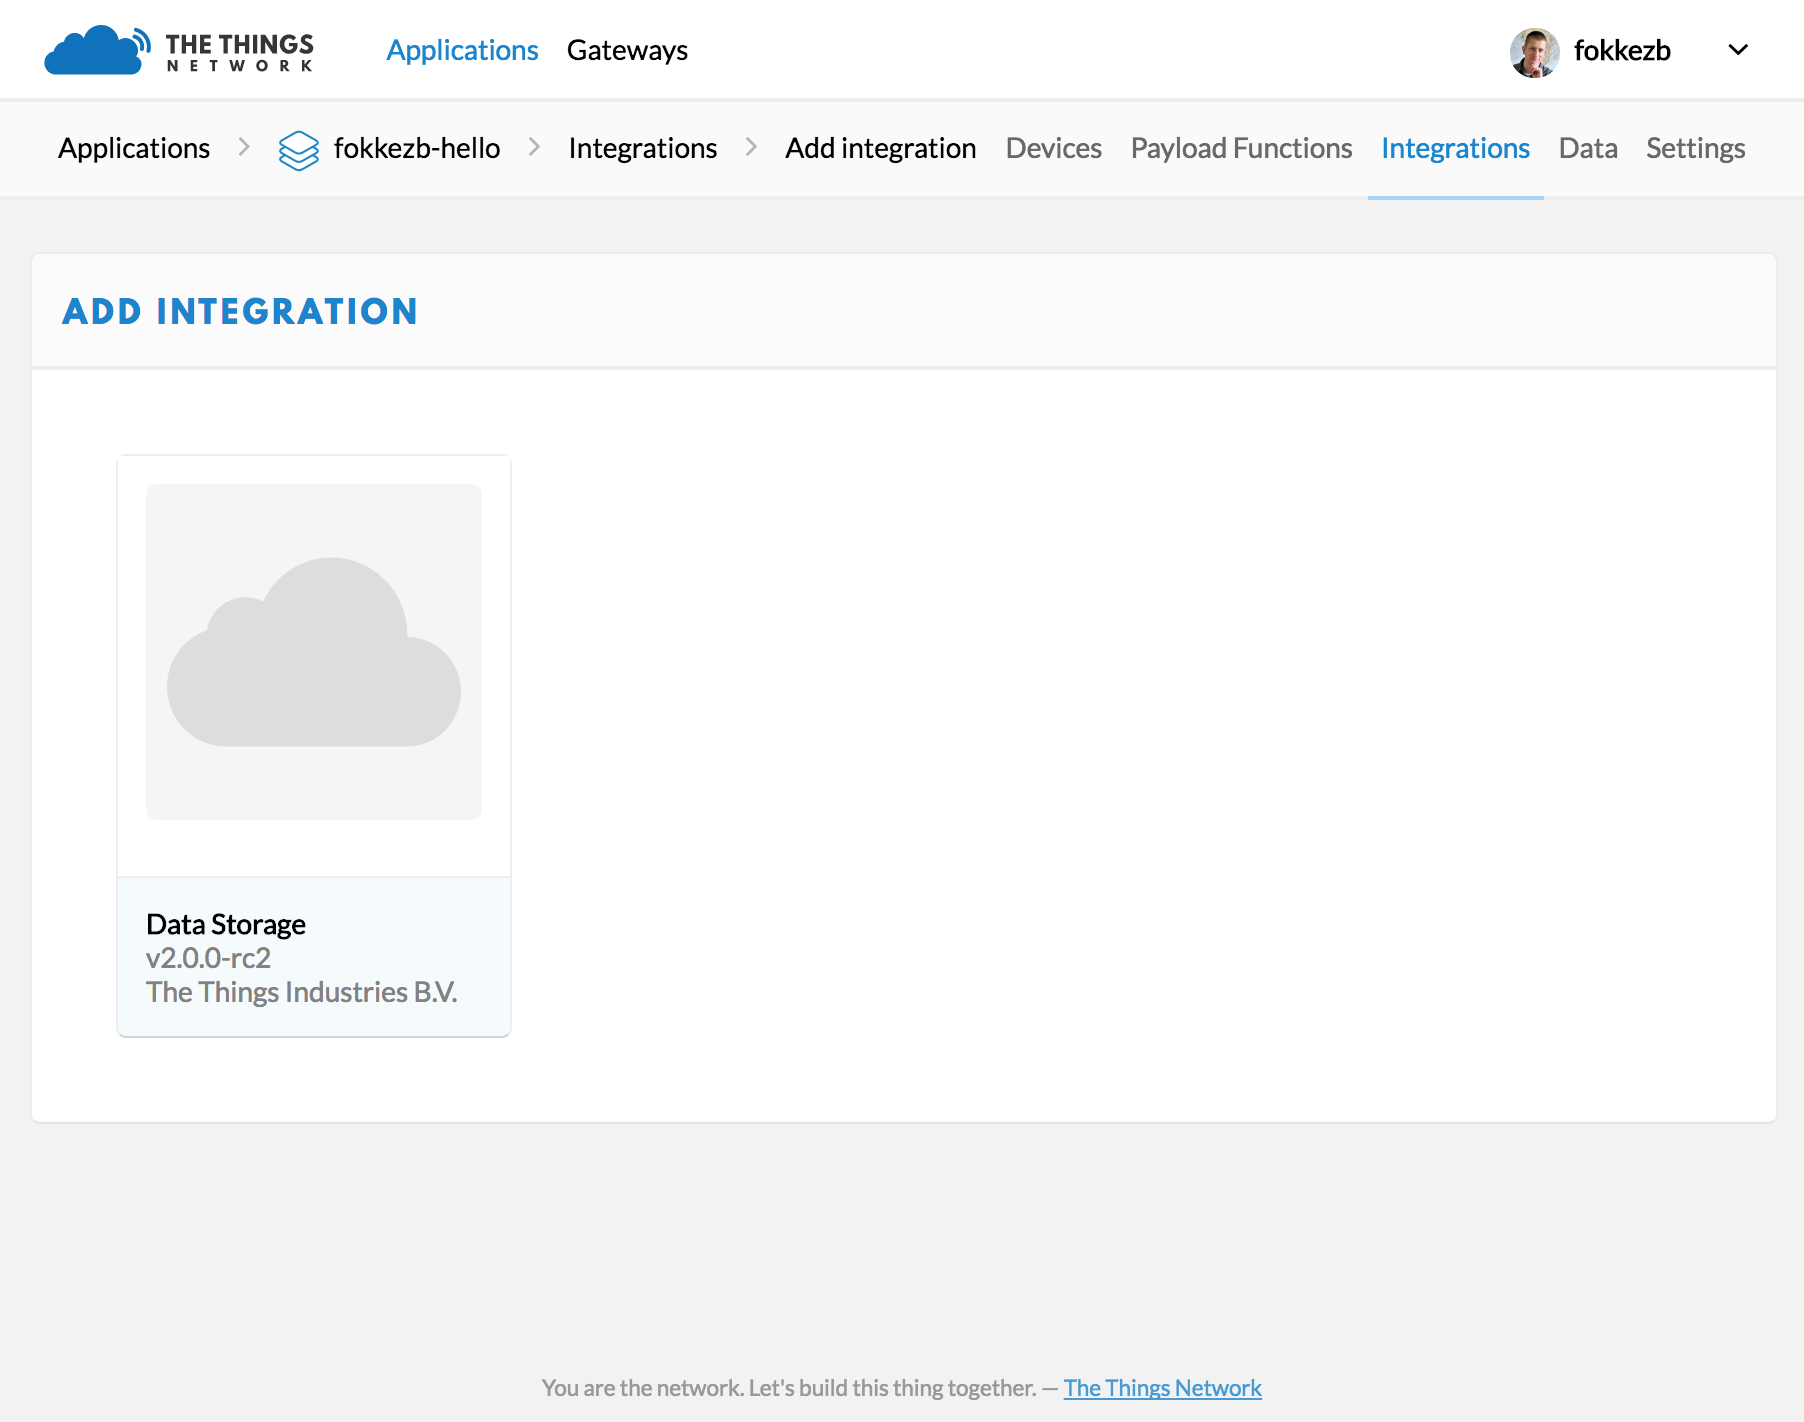 THE THINGS
NETWORK
Applications Gateways
fokkezb
Applications fokkezb-hello Integrations Add integration Devices Payload Functions Integrations Data Settings
ADD INTEGRATION
Data Storage
v2.0.0-rc2
The Things Industries B.V.
You are the network. Let's build this thing together. — The Things Network